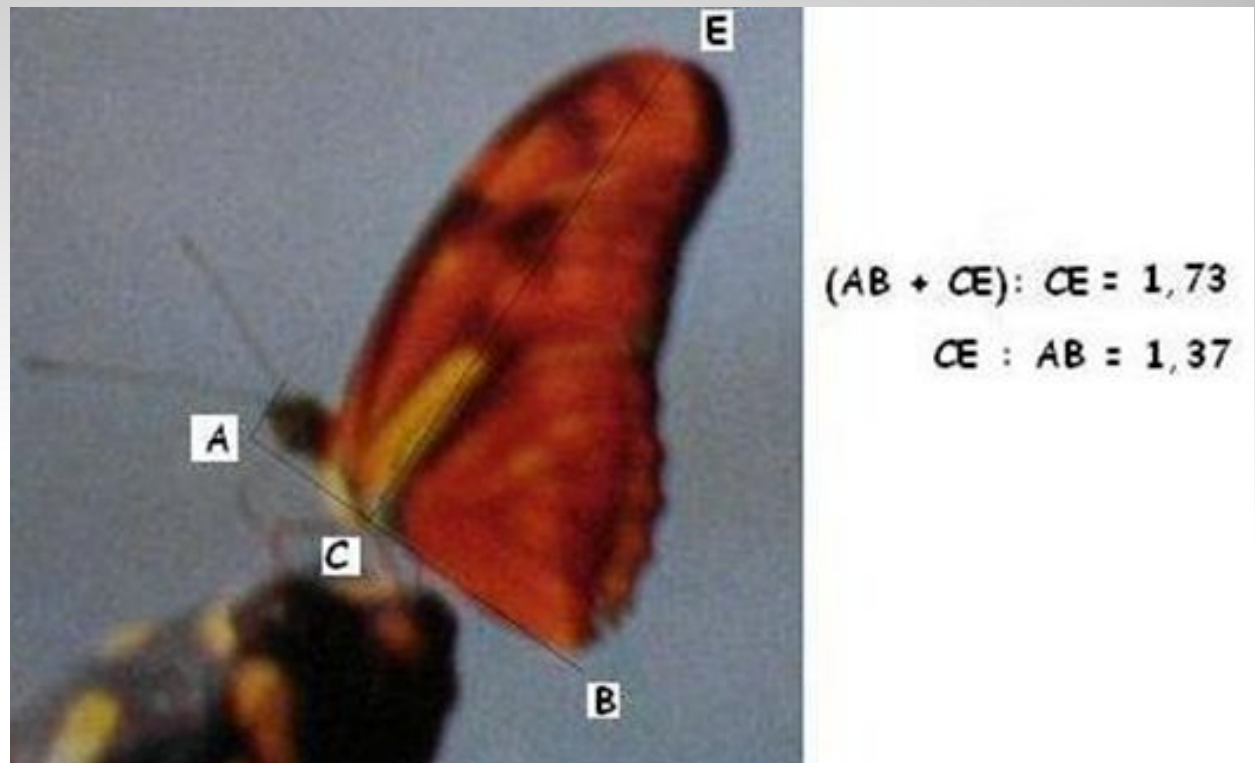 E
(AB + CE): CE = 1,73
CE : AB = 1,37
A
C
B